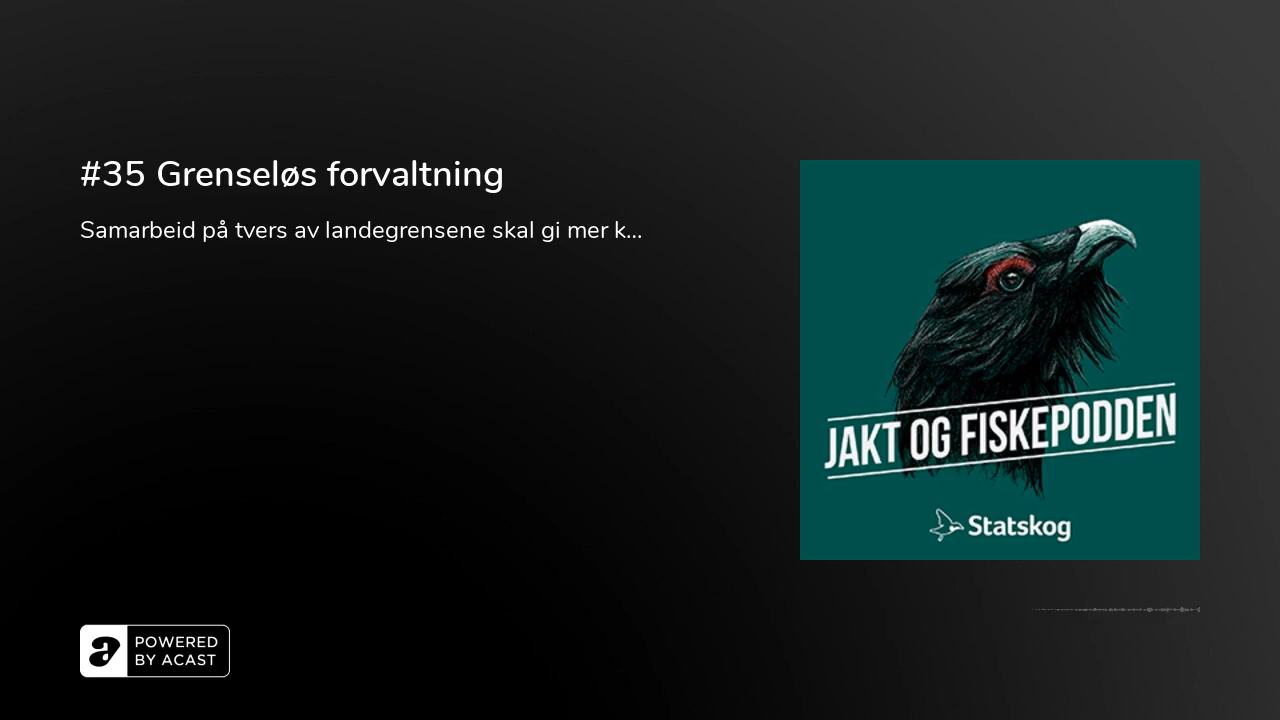 #35 Grenseløs forvaltning
Samarbeid på tvers av landegrensene skal gi mer k...
JAKT OG FISKEPODDEN
Statskog
POWERED
BY ACAST